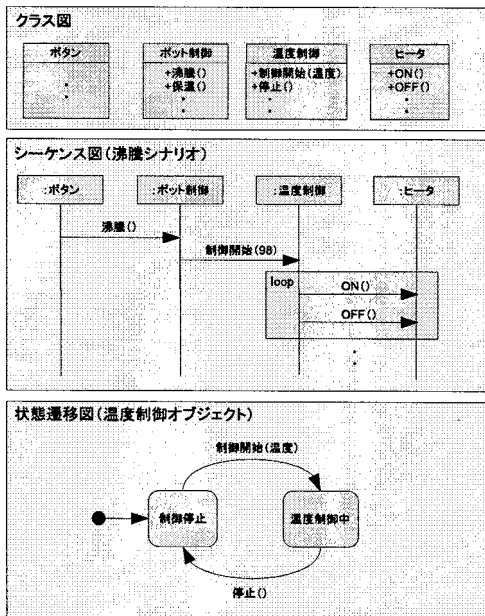 クラス図
ボタン
ポット制御
+沸騰()
+保温()
温度制御
+制御開始(温度)
+停止()
ヒータ
+ON()
+OFF()
シーケンス図(沸騰シナリオ)
:ボタン
:ポット制御
:温度制御
:ヒータ
沸騰()
制御開始(98)
loop
ON()
OFF()
状態遷移図(温度制御オブジェクト)
制御開始(温度)
制御停止
温度制御中
停止()